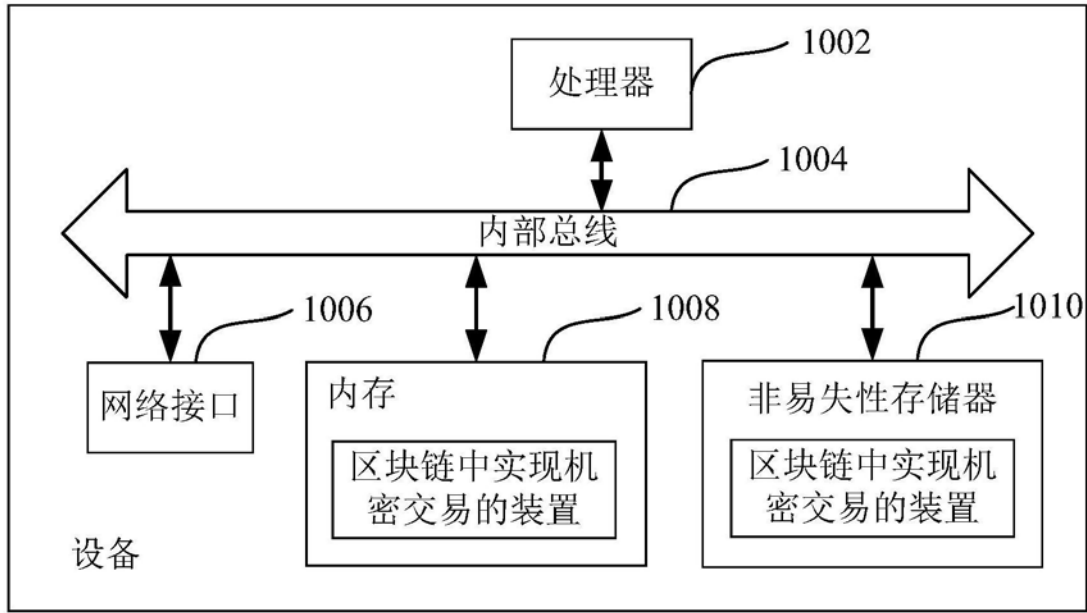 1002
处理器
1004
内部总线
1006
1008
1010
网络接口
内存
非易失性存储器
区块链中实现机
密交易的装置
区块链中实现机
密交易的装置
设备